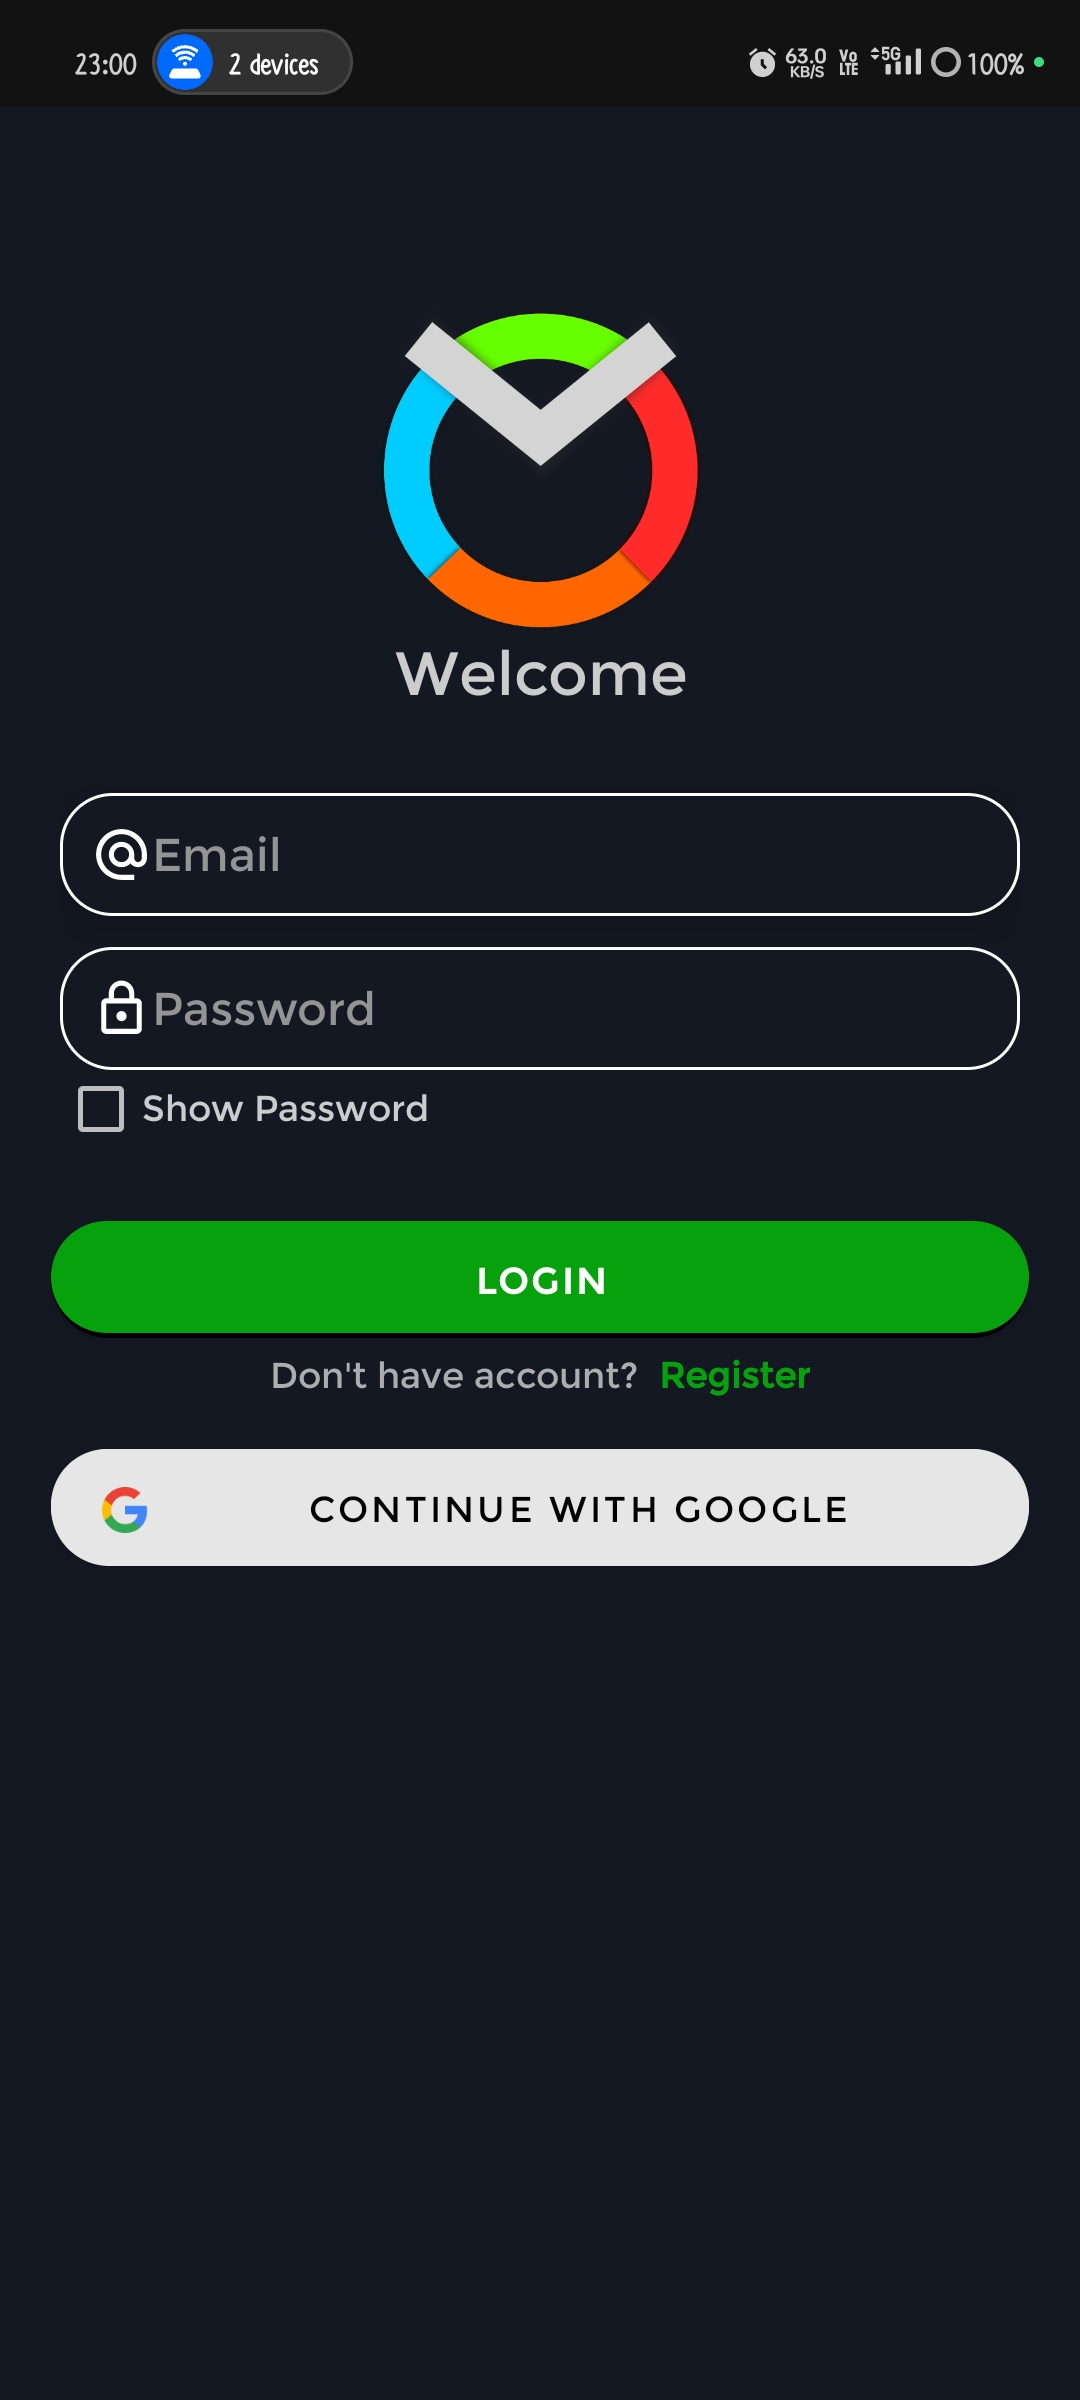 23:00 2 devices 63.0 KB/S Vo LTE 5G 100%
Welcome
Email
Password
Show Password
LOGIN
Don't have account? Register
CONTINUE WITH GOOGLE